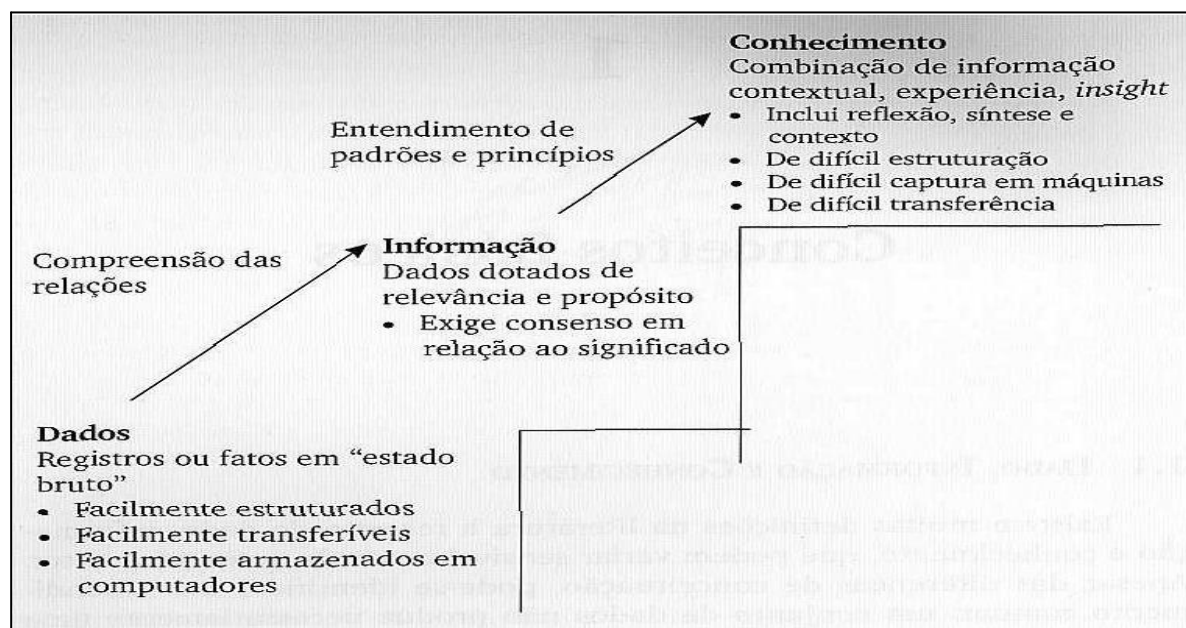 Conhecimento
Combinação de informação
contextual, experiência, insight
• Inclui reflexão, síntese e
contexto
• De difícil estruturação
• De difícil captura em máquinas
• De difícil transferência
Entendimento de
padrões e princípios
Informação
Dados dotados de
relevância e propósito
• Exige consenso em
relação ao significado
Compreensão das
relações
Dados
Registros ou fatos em “estado
bruto”
• Facilmente estruturados
• Facilmente transferíveis
• Facilmente armazenados em
computadores